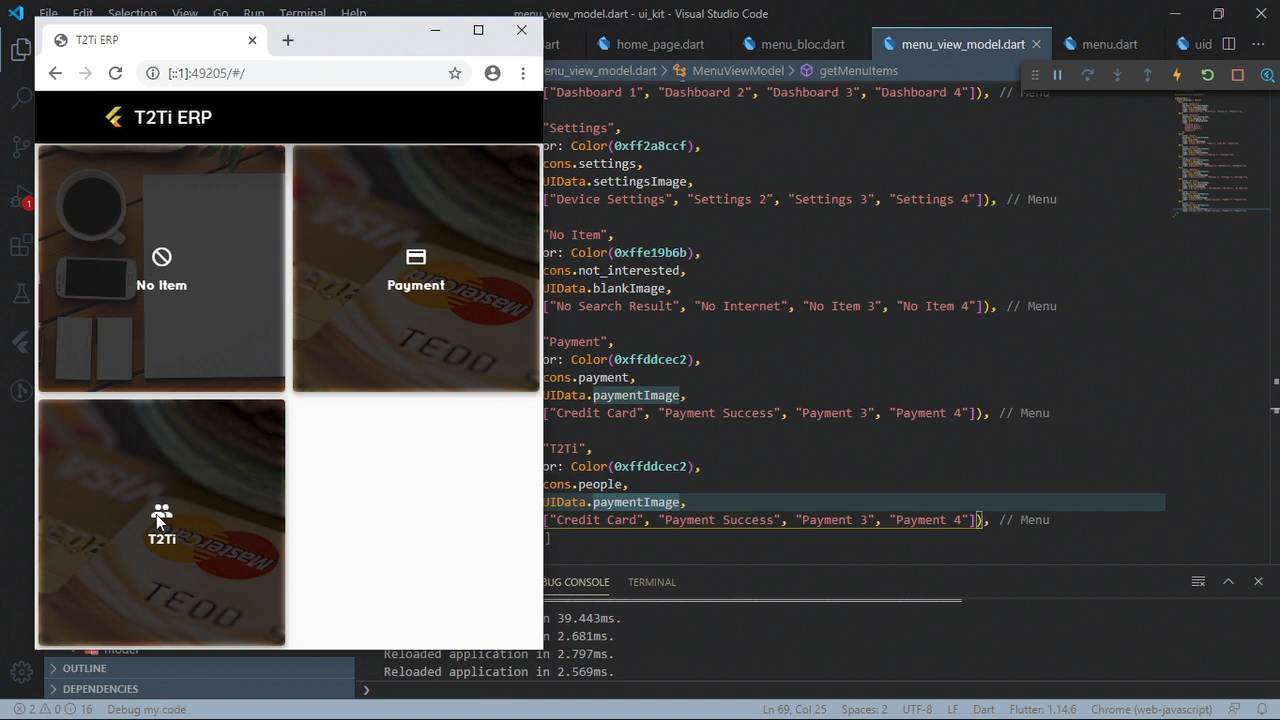 File Edit Selection View Go Run Terminal Help
menu_view_model.dart - ui_kit - Visual Studio Code
T2Ti ERP
[::1]:49205/#/
T2Ti ERP
No Item
Payment
TEOO
T2Ti
TEOO
home_page.dart
menu_bloc.dart
menu_view_model.dart
menu.dart
uid
menu_view_model.dart > MenuViewModel > getMenuItems
["Dashboard 1", "Dashboard 2", "Dashboard 3", "Dashboard 4"]), // Menu
"Settings",
or: Color(0xff2a8ccf),
cons.settings,
UIData.settingsImage,
["Device Settings", "Settings 2", "Settings 3", "Settings 4"]), // Menu
"No Item",
or: Color(0xffe19b6b),
cons.not_interested,
UIData.blankImage,
["No Search Result", "No Internet", "No Item 3", "No Item 4"]), // Menu
"Payment",
or: Color(0xffddcec2),
cons.payment,
UIData.paymentImage,
["Credit Card", "Payment Success", "Payment 3", "Payment 4"]), // Menu
"T2Ti",
or: Color(0xffddcec2),
cons.people,
UIData.paymentImage,
["Credit Card", "Payment Success", "Payment 3", "Payment 4"]), // Menu
]
BUG CONSOLE
TERMINAL
n 39.443ms.
n 2.681ms.
Reloaded application in 2.797ms.
Reloaded application in 2.569ms.
model
OUTLINE
DEPENDENCIES
1
2 0 16 Debug my code
Ln 69, Col 25 Spaces: 2 UTF-8 LF Dart Flutter: 1.14.6 Chrome (web-javascript)